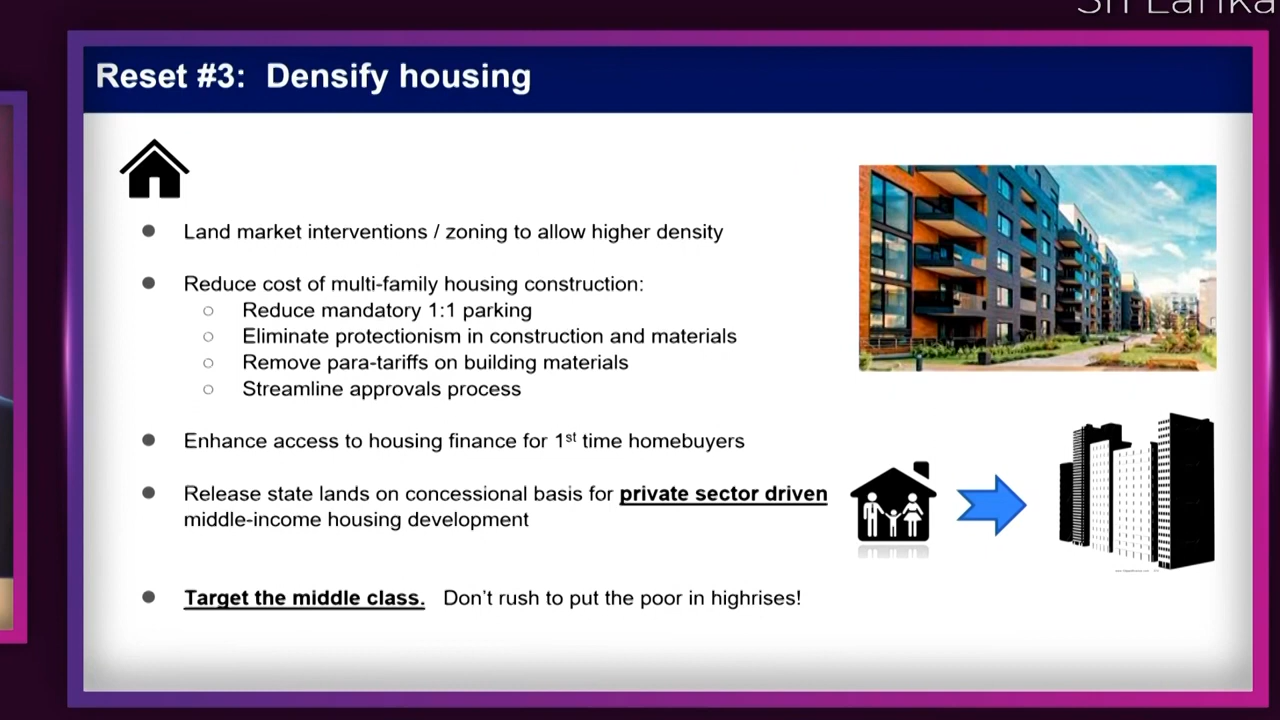 Sri Lanka
Reset #3: Densify housing
● Land market interventions / zoning to allow higher density
● Reduce cost of multi-family housing construction:
○ Reduce mandatory 1:1 parking
○ Eliminate protectionism in construction and materials
○ Remove para-tariffs on building materials
○ Streamline approvals process
● Enhance access to housing finance for 1st time homebuyers
● Release state lands on concessional basis for private sector driven
middle-income housing development
● Target the middle class. Don't rush to put the poor in highrises!